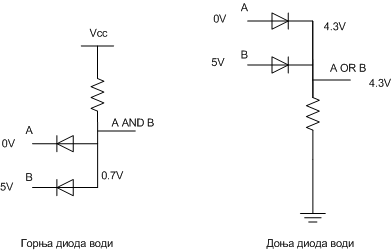 Vcc
A AND B
A
0V
B
5V
0.7V
Горња диода води
A
0V
4.3V
B
5V
A OR B
4.3V
Доња диода води